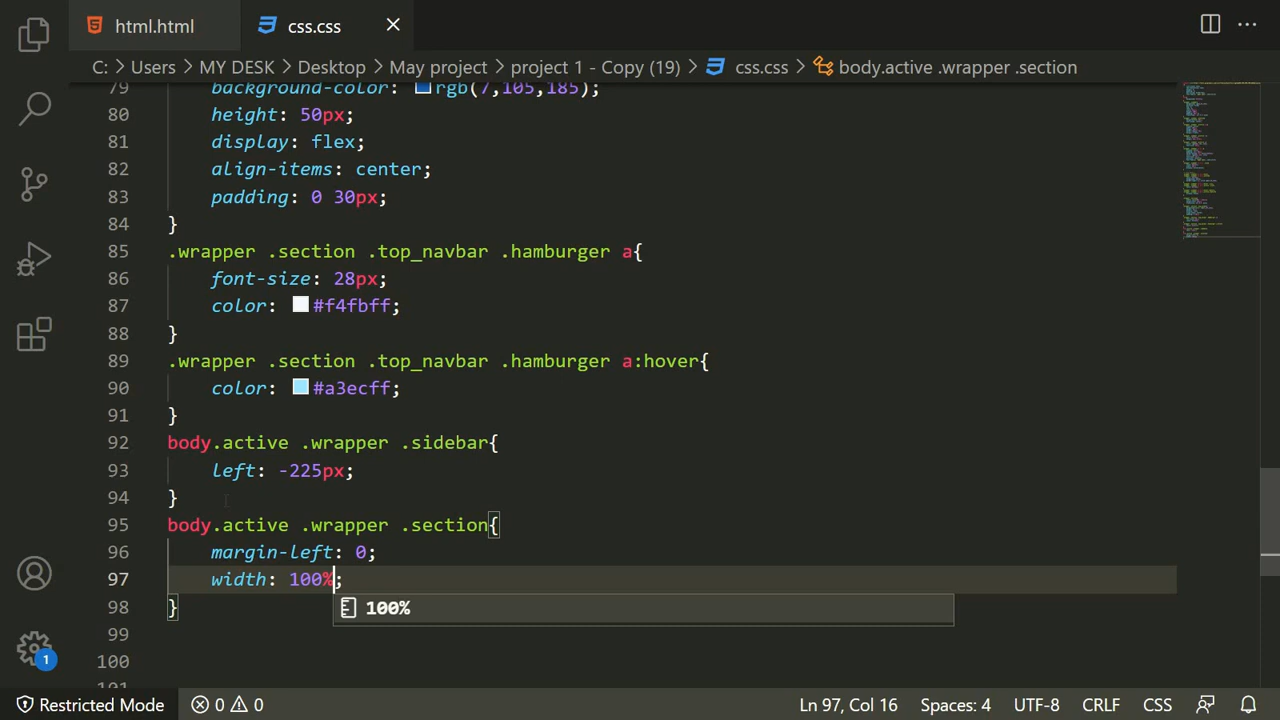 html.html
css.css
C: > Users > MY DESK > Desktop > May project > project 1 - Copy (19) > css.css > body.active .wrapper .section
79 background-color: rgb(7,105,185);
80 height: 50px;
81 display: flex;
82 align-items: center;
83 padding: 0 30px;
84 }
85 .wrapper .section .top_navbar .hamburger a{
86 font-size: 28px;
87 color: #f4fbff;
88 }
89 .wrapper .section .top_navbar .hamburger a:hover{
90 color: #a3ecff;
91 }
92 body.active .wrapper .sidebar{
93 left: -225px;
94 }
95 body.active .wrapper .section{
96 margin-left: 0;
97 width: 100%;
98 }
100%
99
100
101
1
Restricted Mode 0 0 Ln 97, Col 16 Spaces: 4 UTF-8 CRLF CSS